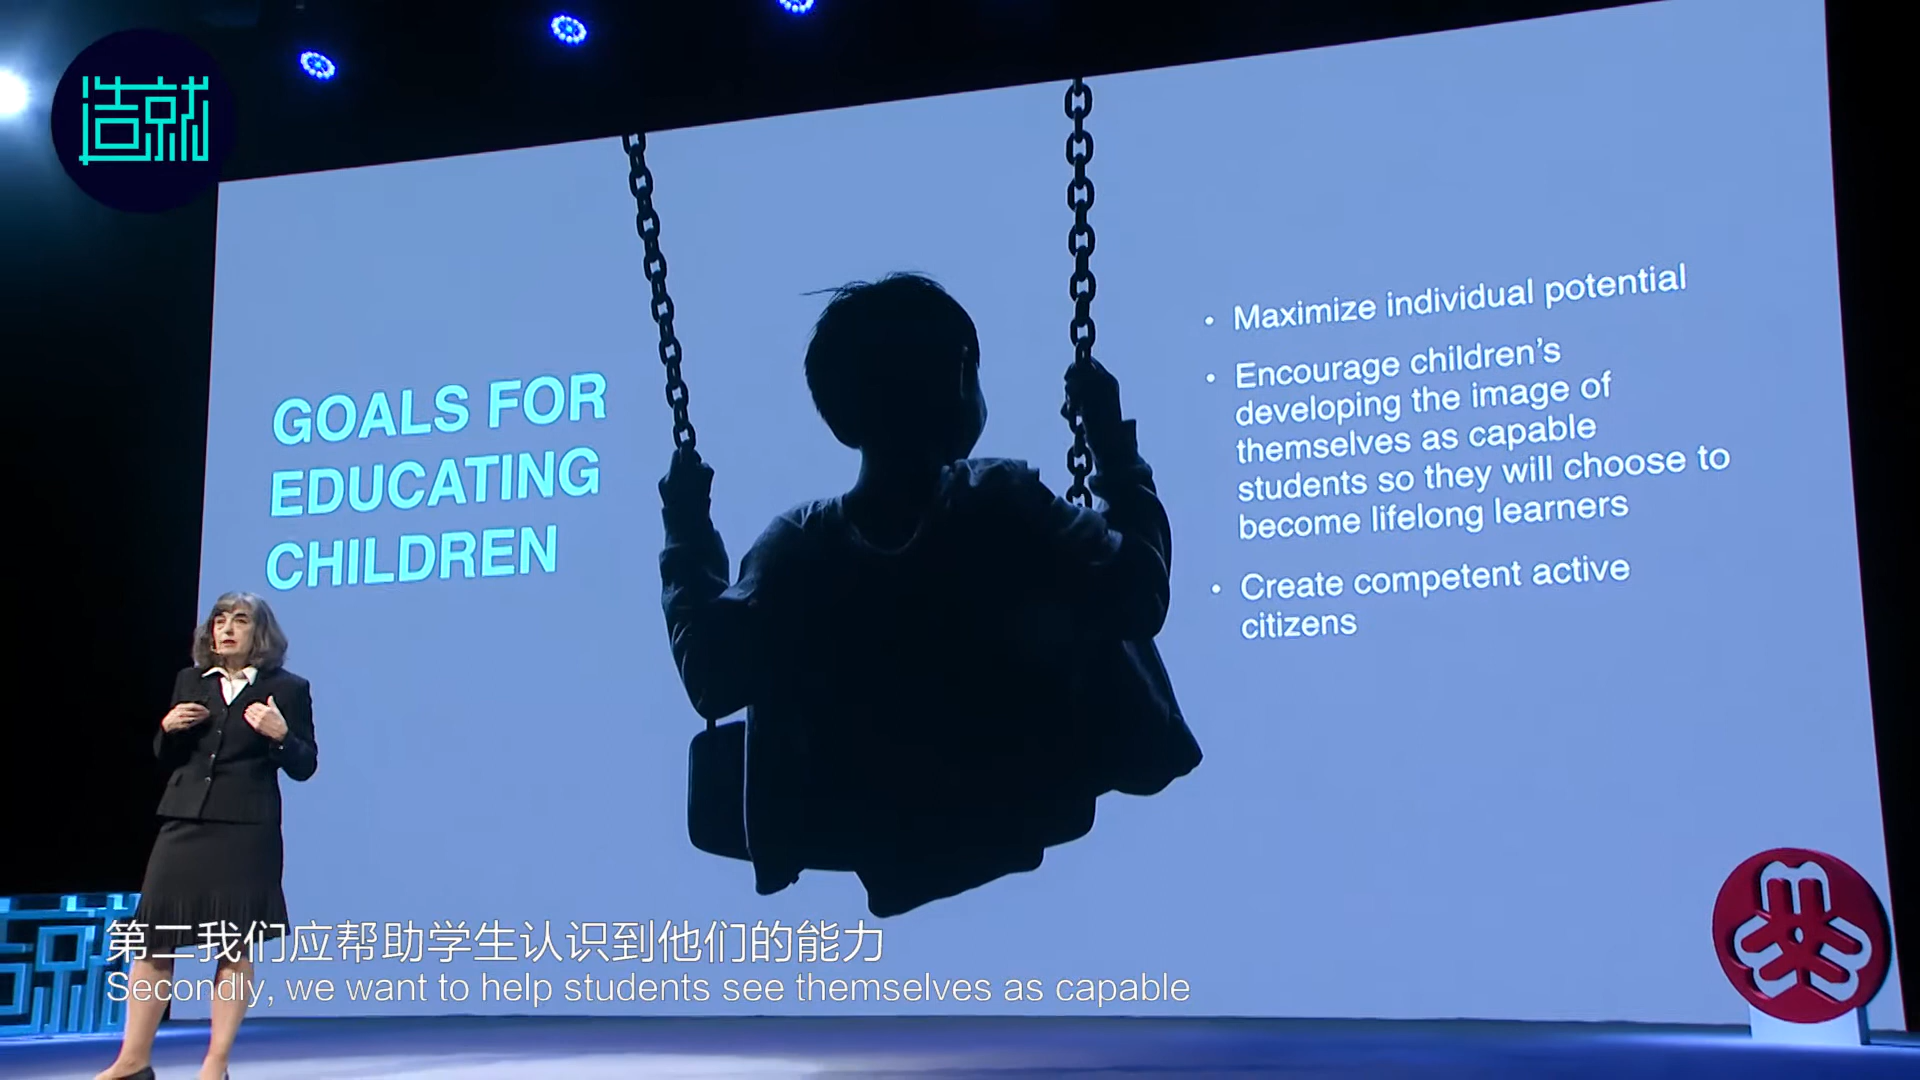 造就
GOALS FOR
EDUCATING
CHILDREN
• Maximize individual potential
• Encourage children's
developing the image of
themselves as capable
students so they will choose to
become lifelong learners
• Create competent active
citizens
第二我们应帮助学生认识到他们的能力
Secondly, we want to help students see themselves as capable